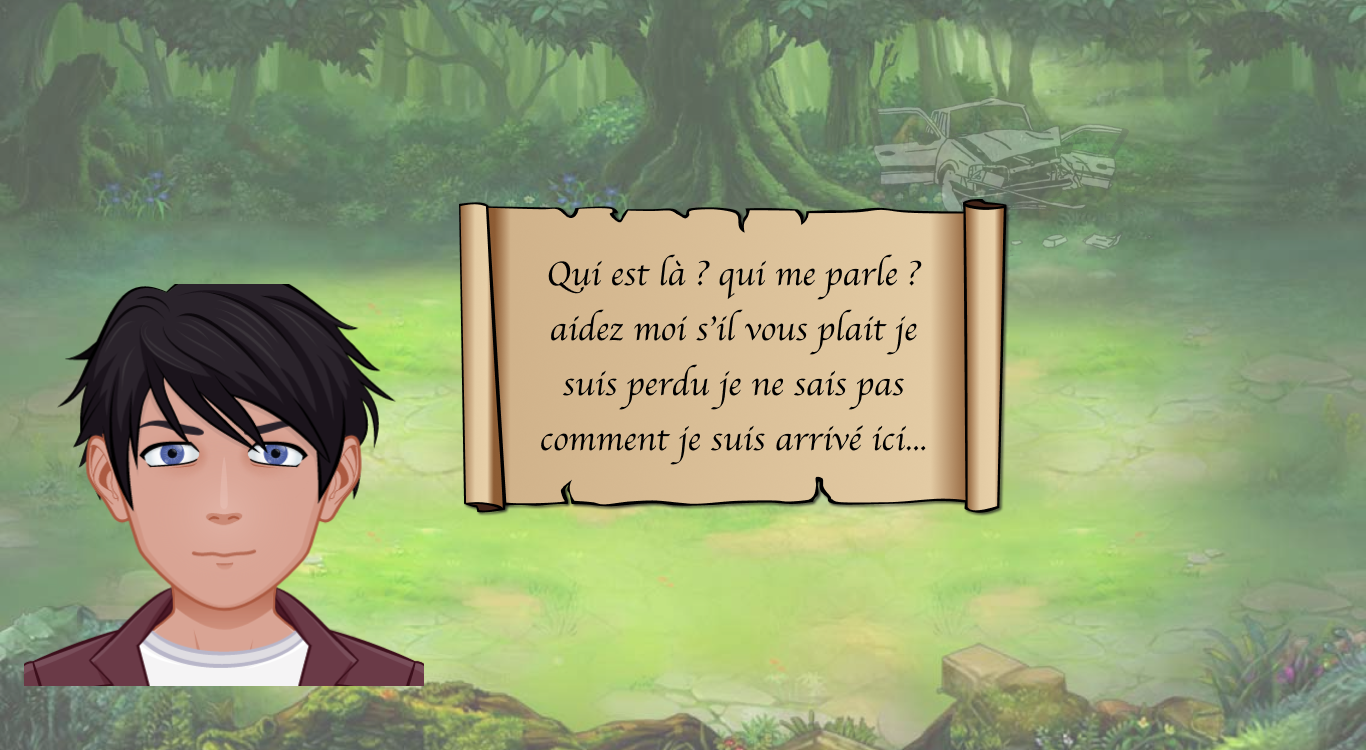 Qui est là ? qui me parle ?
aidez moi s'il vous plait je
suis perdu je ne sais pas
comment je suis arrivé ici...